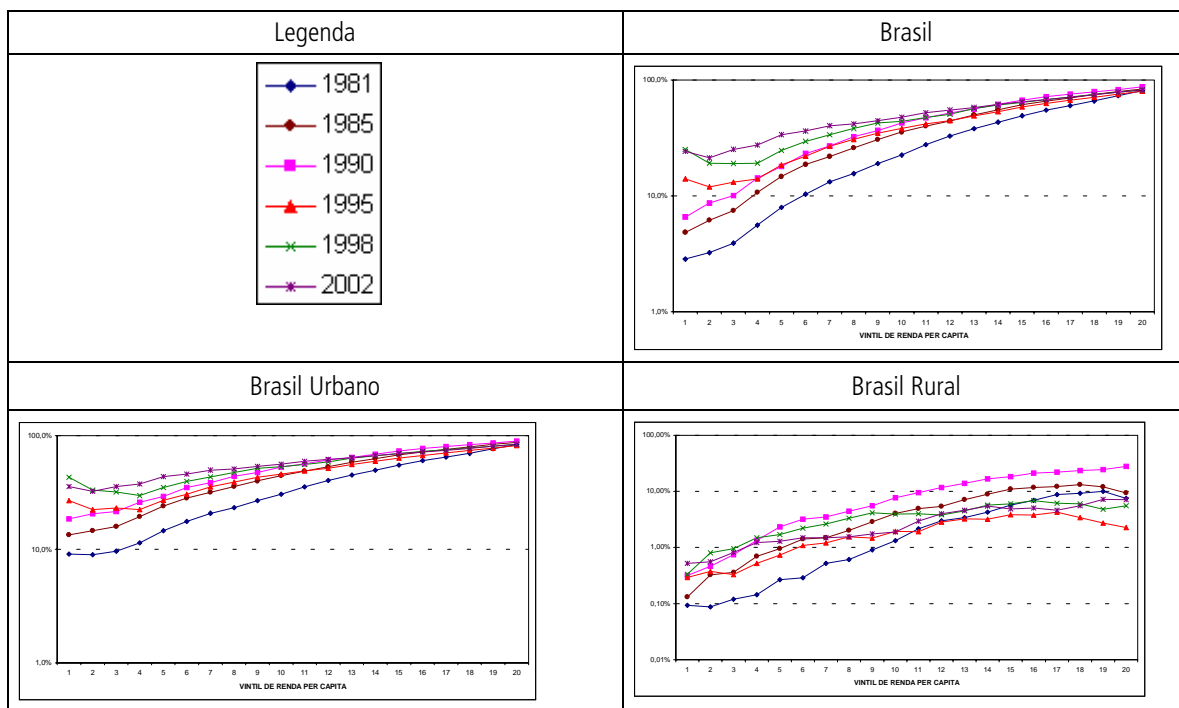 Legenda
Brasil
1981
1985
1990
1995
1998
2002
100,0%
10,0%
1,0%
1 2 3 4 5 6 7 8 9 10 11 12 13 14 15 16 17 18 19 20
VINTIL DE RENDA PER CAPITA
Brasil Urbano
Brasil Rural
100,0%
10,0%
1,0%
1 2 3 4 5 6 7 8 9 10 11 12 13 14 15 16 17 18 19 20
VINTIL DE RENDA PER CAPITA
100,00%
10,00%
1,00%
0,10%
0,01%
1 2 3 4 5 6 7 8 9 10 11 12 13 14 15 16 17 18 19 20
VINTIL DE RENDA PER CAPITA